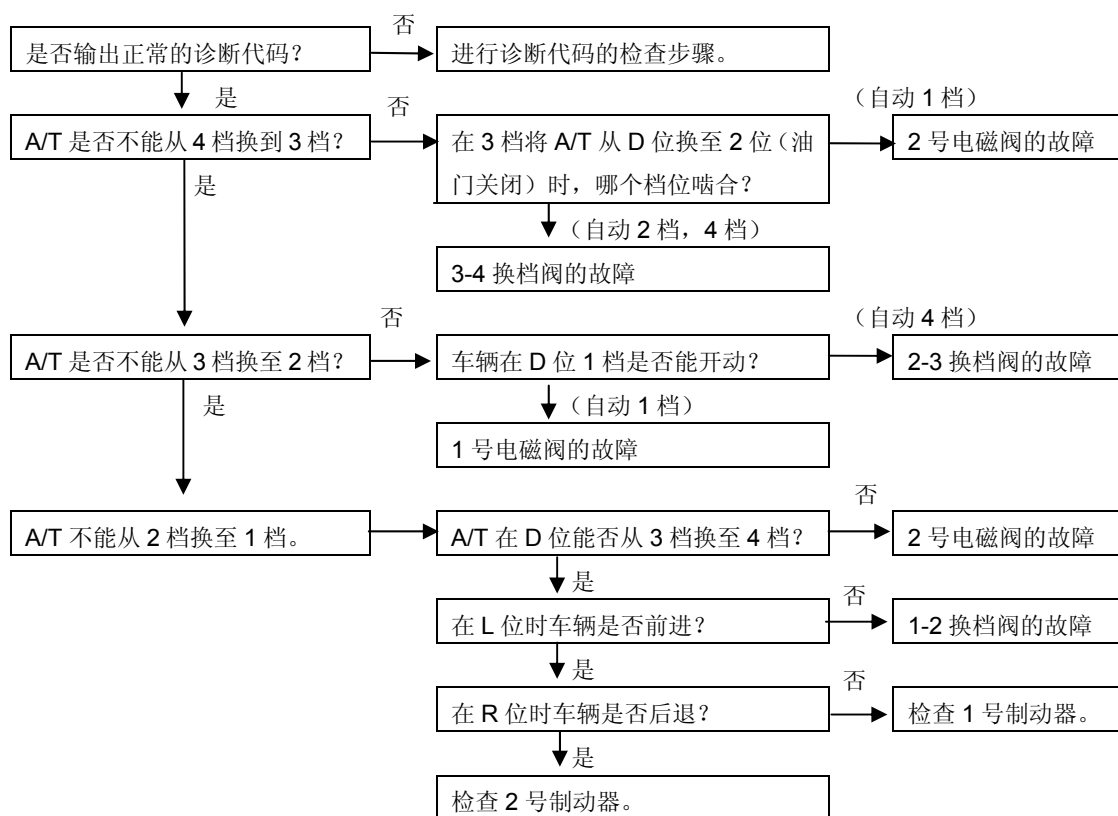 否
是否输出正常的诊断代码？
进行诊断代码的检查步骤。
是
否
（自动 1 档）
A/T 是否不能从 4 档换到 3 档？
在 3 档将 A/T 从 D 位换至 2 位（油
门关闭）时，哪个档位啮合？
2 号电磁阀的故障
是
（自动 2 档，4 档）
3-4 换档阀的故障
否
（自动 4 档）
A/T 是否不能从 3 档换至 2 档？
车辆在 D 位 1 档是否能开动？
2-3 换档阀的故障
是
（自动 1 档）
1 号电磁阀的故障
否
A/T 不能从 2 档换至 1 档。
A/T 在 D 位能否从 3 档换至 4 档？
2 号电磁阀的故障
是
否
在 L 位时车辆是否前进？
1-2 换档阀的故障
是
否
在 R 位时车辆是否后退？
检查 1 号制动器。
是
检查 2 号制动器。